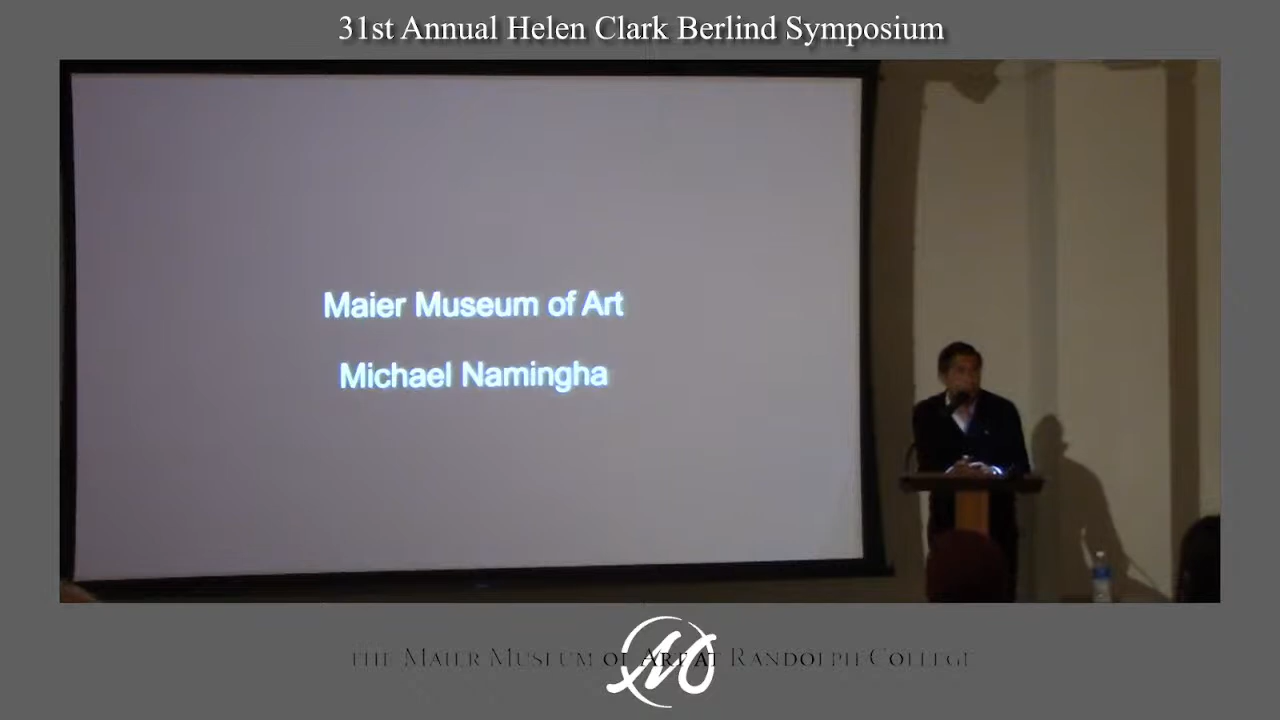 31st Annual Helen Clark Berlind Symposium
Maier Museum of Art
Michael Namingha
THE MAIER MUSEUM OF ART AT RANDOLPH COLLEGE